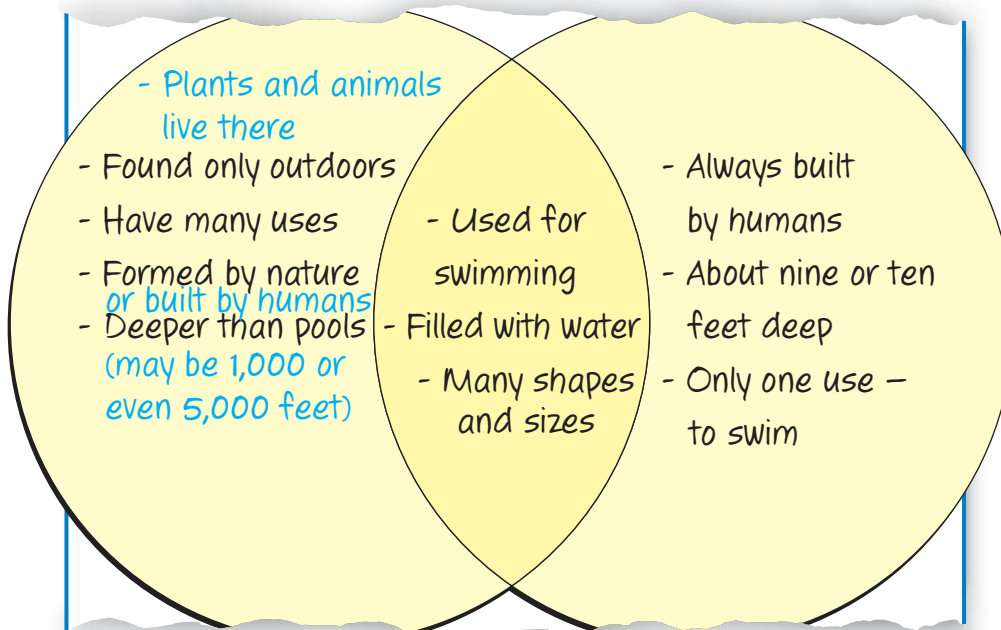 - Plants and animals
live there
- Found only outdoors
- Have many uses
- Formed by nature
or built by humans
- Deeper than pools
(may be 1,000 or
even 5,000 feet)
- Used for
swimming
- Filled with water
- Many shapes
and sizes
- Always built
by humans
- About nine or ten
feet deep
- Only one use –
to swim